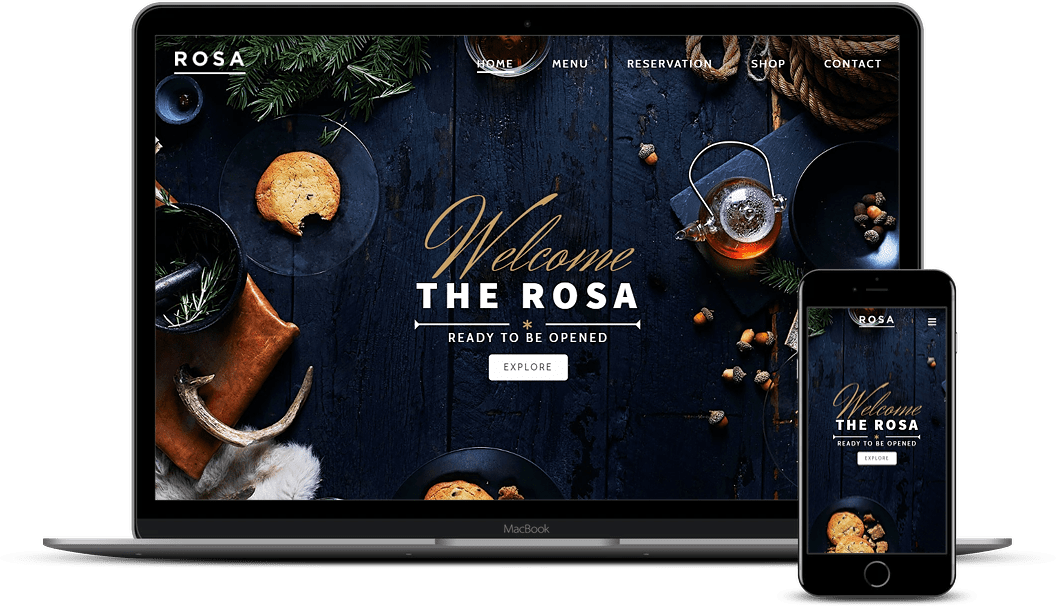 ROSA
HOME MENU | RESERVATION SHOP CONTACT
Welcome
THE ROSA
READY TO BE OPENED
EXPLORE
MacBook
ROSA
Welcome
THE ROSA
READY TO BE OPENED
EXPLORE